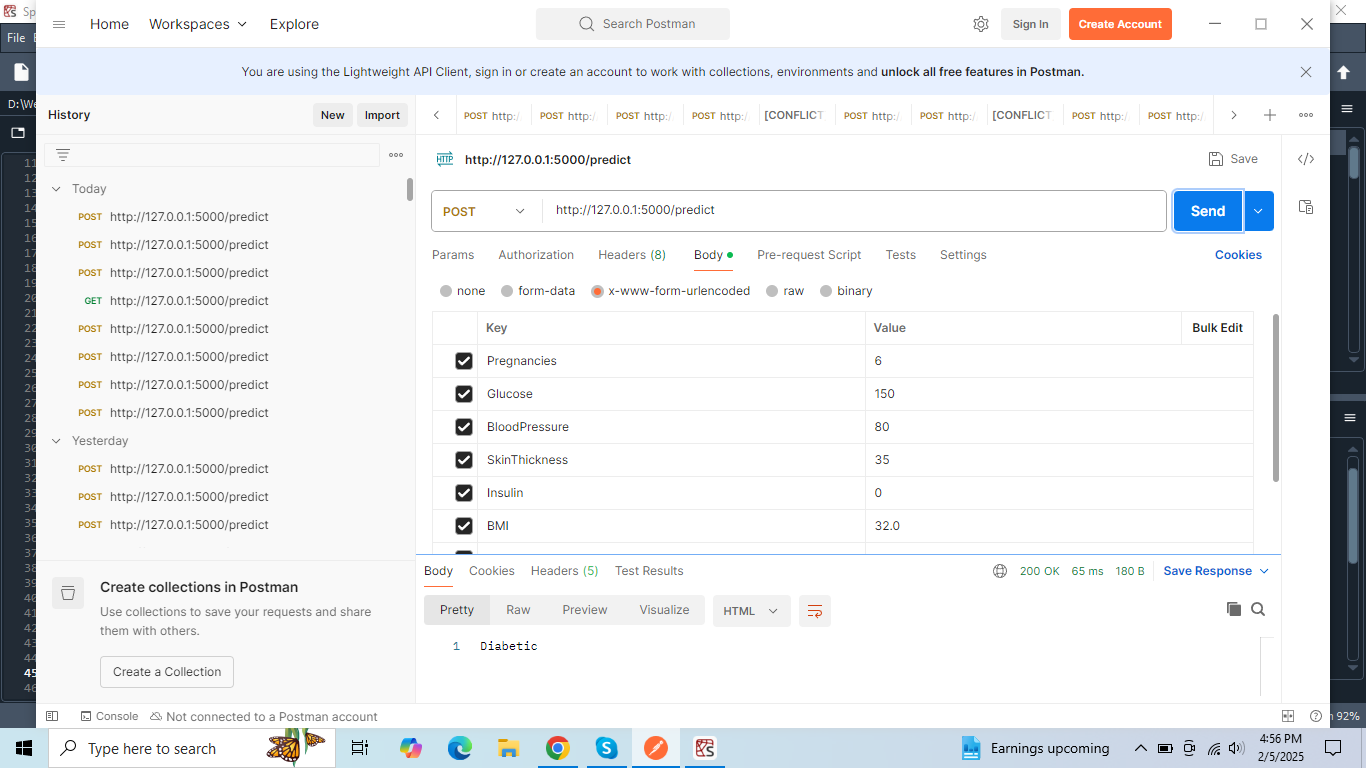 Sp
File
D:\We
Home Workspaces Explore Search Postman Sign In Create Account
You are using the Lightweight API Client, sign in or create an account to work with collections, environments and unlock all free features in Postman.
History New Import
POST http:/ POST http:/ POST http:/ POST http:/ [CONFLICT POST http:/ POST http:/ [CONFLICT POST http:/ POST http:/
HTTP http://127.0.0.1:5000/predict Save
Today
POST http://127.0.0.1:5000/predict
POST http://127.0.0.1:5000/predict
POST http://127.0.0.1:5000/predict
GET http://127.0.0.1:5000/predict
POST http://127.0.0.1:5000/predict
POST http://127.0.0.1:5000/predict
POST http://127.0.0.1:5000/predict
POST http://127.0.0.1:5000/predict
Yesterday
POST http://127.0.0.1:5000/predict
POST http://127.0.0.1:5000/predict
POST http://127.0.0.1:5000/predict
Create collections in Postman
Use collections to save your requests and share
them with others.
Create a Collection
POST http://127.0.0.1:5000/predict Send
Params Authorization Headers (8) Body Pre-request Script Tests Settings Cookies
none form-data x-www-form-urlencoded raw binary
Key Value Bulk Edit
Pregnancies 6
Glucose 150
BloodPressure 80
SkinThickness 35
Insulin 0
BMI 32.0
Body Cookies Headers (5) Test Results 200 OK 65 ms 180 B Save Response
Pretty Raw Preview Visualize HTML
1 Diabetic
Console Not connected to a Postman account
92%
Type here to search Earnings upcoming 4:56 PM
2/5/2025